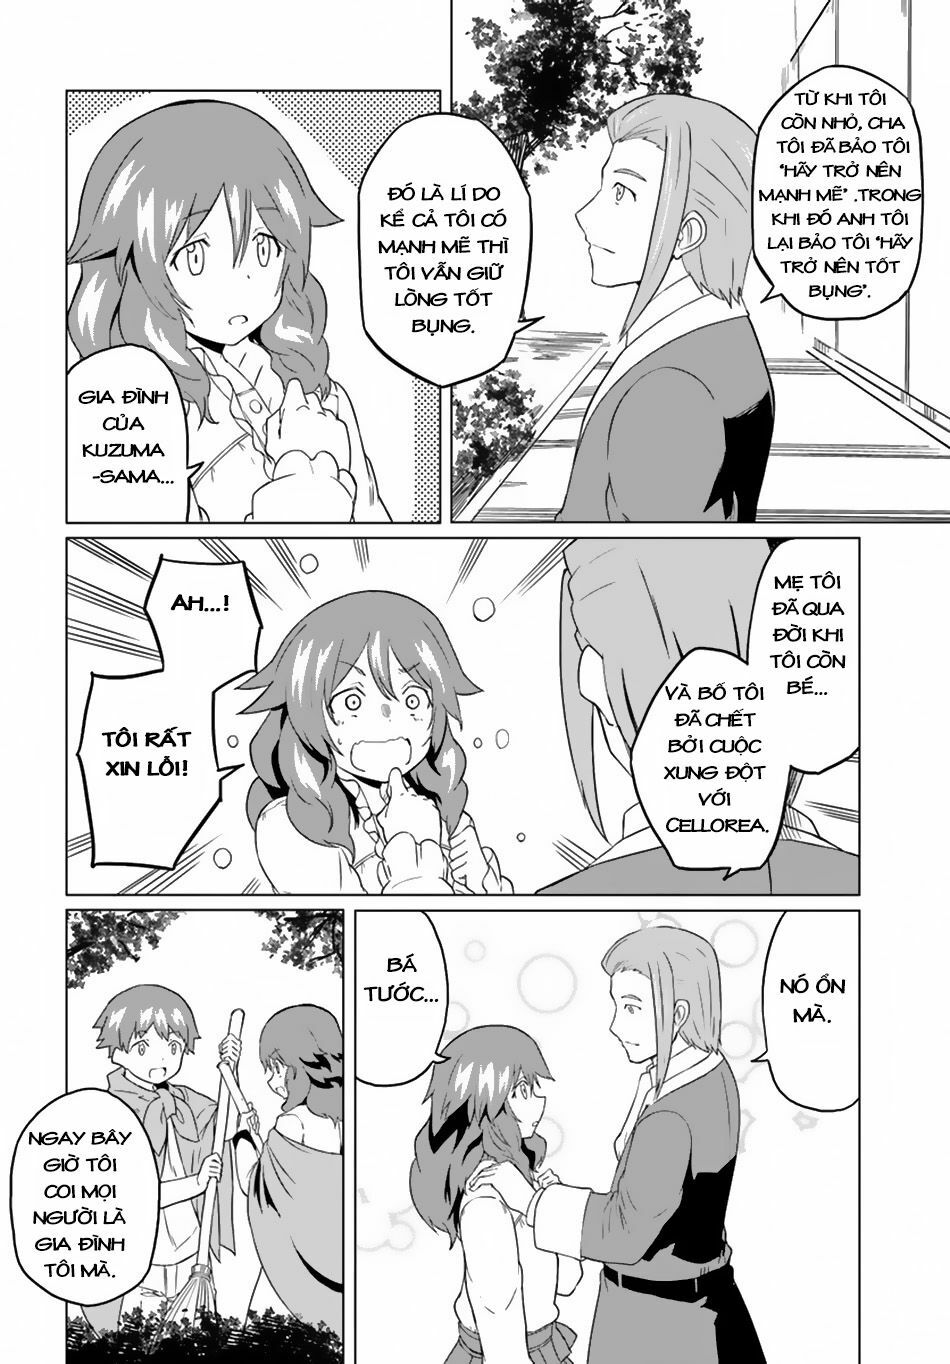 TỪ KHI TÔI
CÒN NHỎ, CHA
TÔI ĐÃ BẢO TÔI
'HÃY TRỞ NÊN
MẠNH MẼ' .TRONG
KHI ĐÓ ANH TÔI
LẠI BẢO TÔI 'HÃY
TRỞ NÊN TỐT
BỤNG'.
ĐÓ LÀ LÍ DO
KỂ CẢ TÔI CÓ
MẠNH MẼ THÌ
TÔI VẪN GIỮ
LÒNG TỐT
BỤNG.
GIA ĐÌNH
CỦA
KUZUMA
-SAMA...
MẸ TÔI
ĐÃ QUA
ĐỜI KHI
TÔI CÒN
BÉ...
VÀ BỐ TÔI
ĐÃ CHẾT
BỞI CUỘC
XUNG ĐỘT
VỚI
CELLOREA.
AH...!
TÔI RẤT
XIN LỖI!
NÓ ỔN
MÀ.
BÁ
TƯỚC...
NGAY BÂY
GIỜ TÔI
COI MỌI
NGƯỜI LÀ
GIA ĐÌNH
TÔI MÀ.